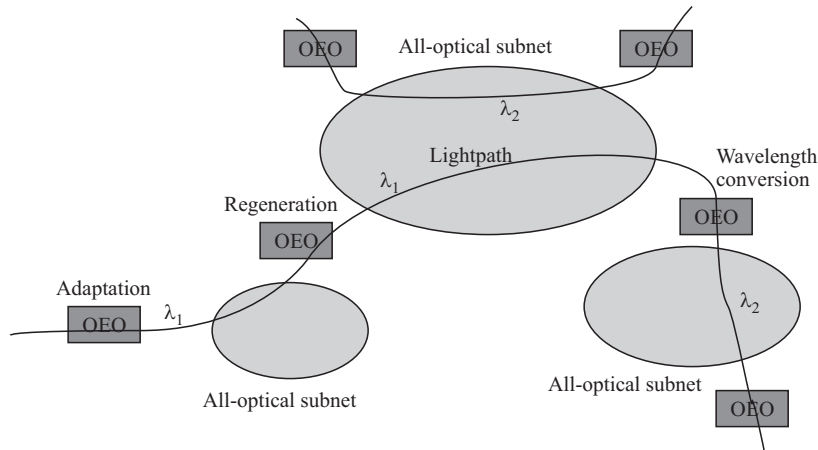 OEO
All-optical subnet
OEO
λ2
Lightpath
λ1
Wavelength
conversion
OEO
Regeneration
OEO
Adaptation
OEO
λ1
λ2
All-optical subnet
All-optical subnet
OEO